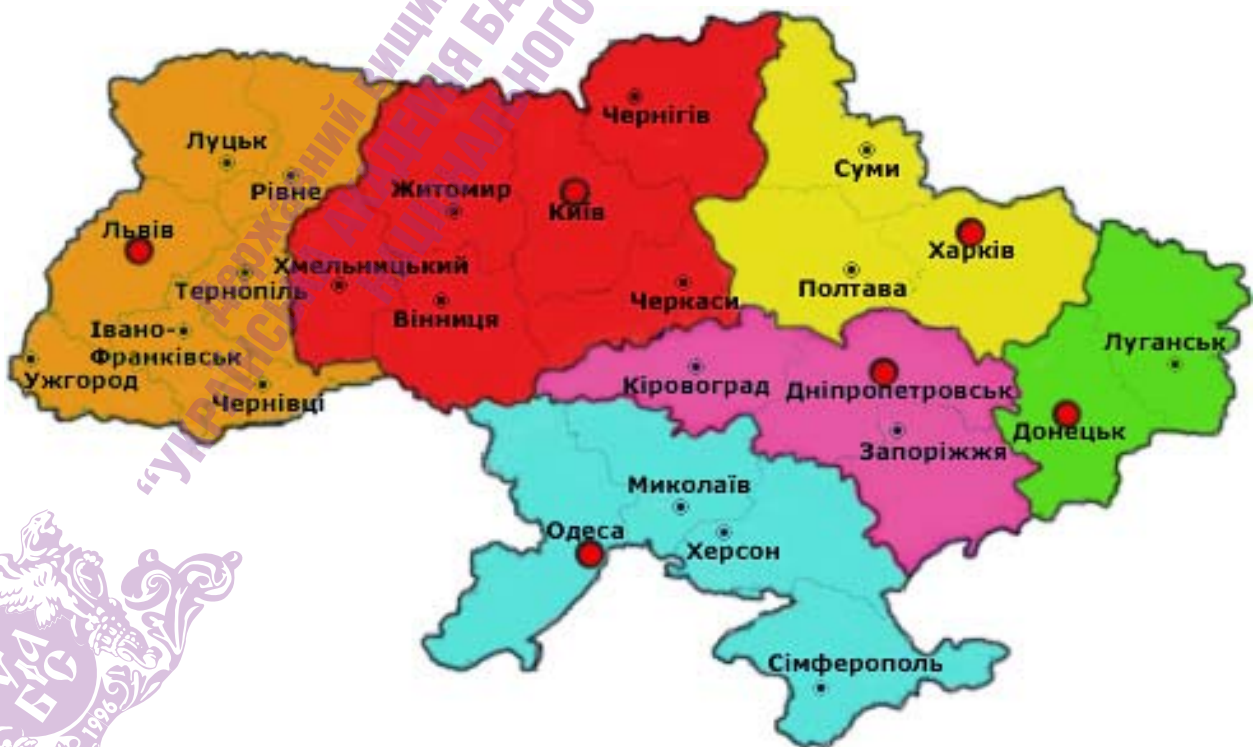 Чернігів
Луцьк
Суми
Рівне
Житомир
Київ
Львів
Харків
Хмельницький
Тернопіль
Полтава
Черкаси
Вінниця
Івано-
Франківськ
Луганськ
Ужгород
Кіровоград
Дніпропетровськ
Чернівці
Донецьк
Запоріжжя
Миколаїв
Одеса
Херсон
Сімферополь
1996